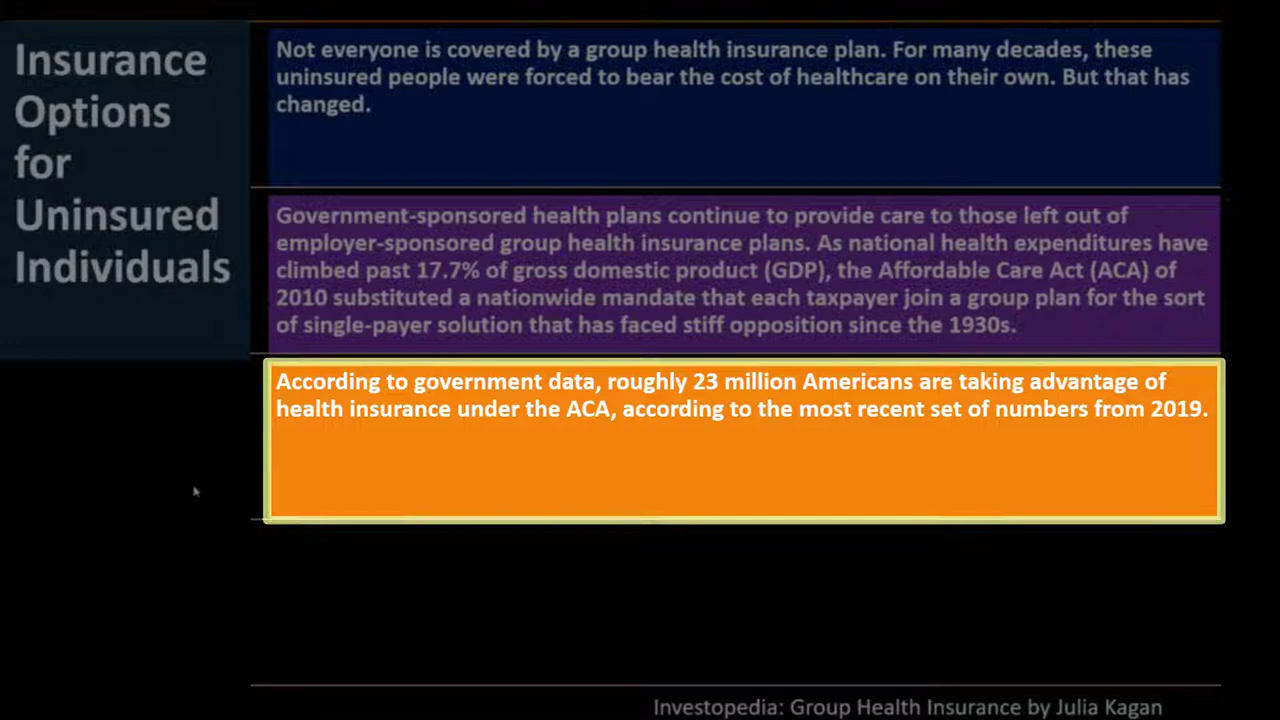 Insurance
Options
for
Uninsured
Individuals
Not everyone is covered by a group health insurance plan. For many decades, these
uninsured people were forced to bear the cost of healthcare on their own. But that has
changed.
Government-sponsored health plans continue to provide care to those left out of
employer-sponsored group health insurance plans. As national health expenditures have
climbed past 17.7% of gross domestic product (GDP), the Affordable Care Act (ACA) of
2010 substituted a nationwide mandate that each taxpayer join a group plan for the sort
of single-payer solution that has faced stiff opposition since the 1930s.
According to government data, roughly 23 million Americans are taking advantage of
health insurance under the ACA, according to the most recent set of numbers from 2019.
Investopedia: Group Health Insurance by Julia Kagan